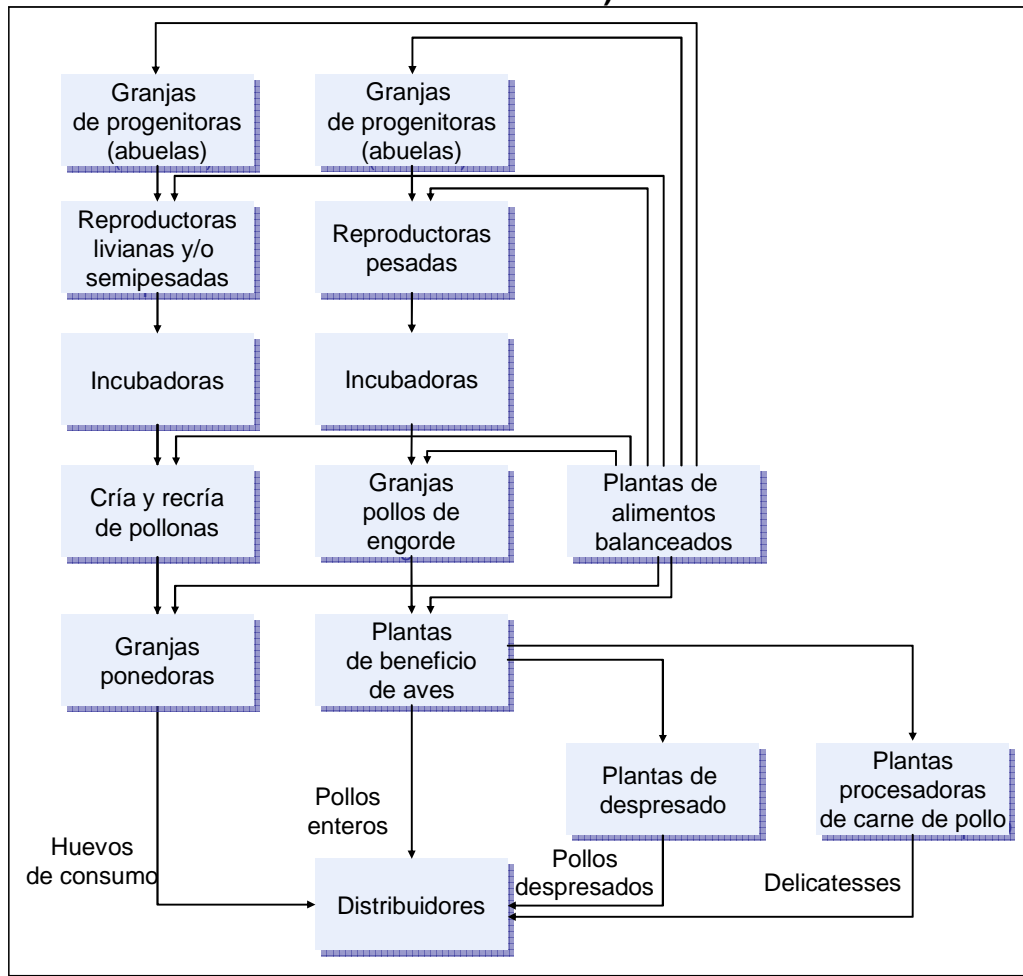 Granjas
de progenitoras
(abuelas)
Granjas
de progenitoras
(abuelas)
Reproductoras
livianas y/o
semipesadas
Reproductoras
pesadas
Incubadoras
Incubadoras
Cría y recría
de pollonas
Granjas
pollos de
engorde
Plantas de
alimentos
balanceados
Granjas
ponedoras
Plantas
de beneficio
de aves
Plantas de
despresado
Plantas
procesadoras
de carne de pollo
Pollos
enteros
Huevos
de consumo
Pollos
despresados
Delicatesses
Distribuidores